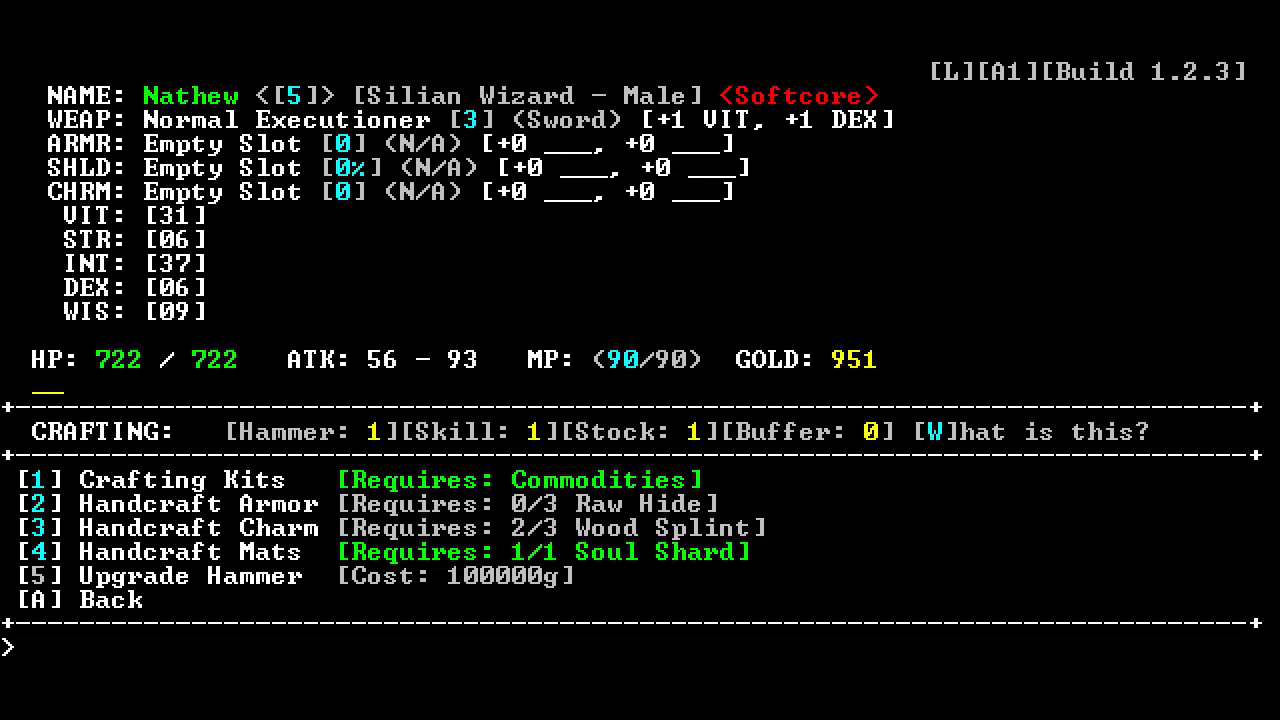 [L][A1][Build 1.2.3]
NAME: Nathew <[5]> [Silian Wizard - Male] <Softcore>
WEAP: Normal Executioner [3] (Sword) [+1 VIT, +1 DEX]
ARMR: Empty Slot [0] (N/A) [+0 ___, +0 ___]
SHLD: Empty Slot [0%] (N/A) [+0 ___, +0 ___]
CHRM: Empty Slot [0] (N/A) [+0 ___, +0 ___]
VIT: [31]
STR: [06]
INT: [37]
DEX: [06]
WIS: [09]
HP: 722 / 722 ATK: 56 - 93 MP: (90/90) GOLD: 951
__
+------------------------------------------------------------------------------+
CRAFTING: [Hammer: 1][Skill: 1][Stock: 1][Buffer: 0] [W]hat is this?
+------------------------------------------------------------------------------+
[1] Crafting Kits [Requires: Commodities]
[2] Handcraft Armor [Requires: 0/3 Raw Hide]
[3] Handcraft Charm [Requires: 2/3 Wood Splint]
[4] Handcraft Mats [Requires: 1/1 Soul Shard]
[5] Upgrade Hammer [Cost: 100000g]
[A] Back
+------------------------------------------------------------------------------+
>